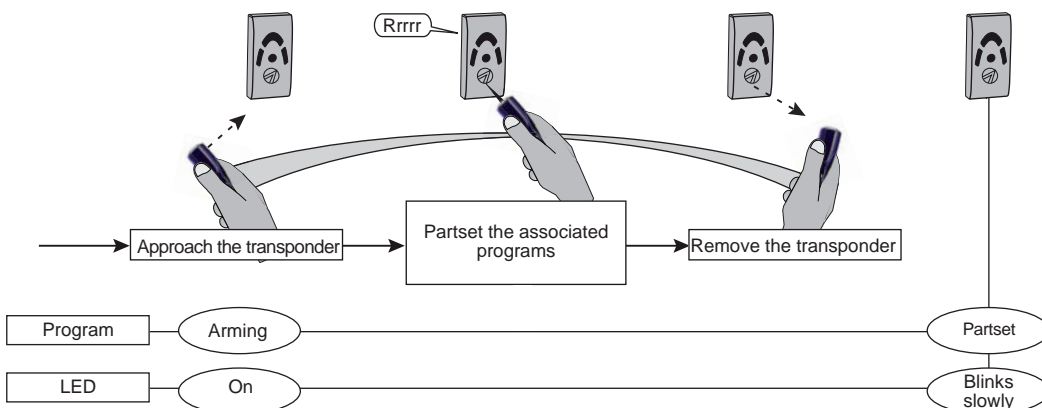 Rrrrr
Approach the transponder
Partset the associated
programs
Remove the transponder
Program
Arming
Partset
LED
On
Blinks
slowly